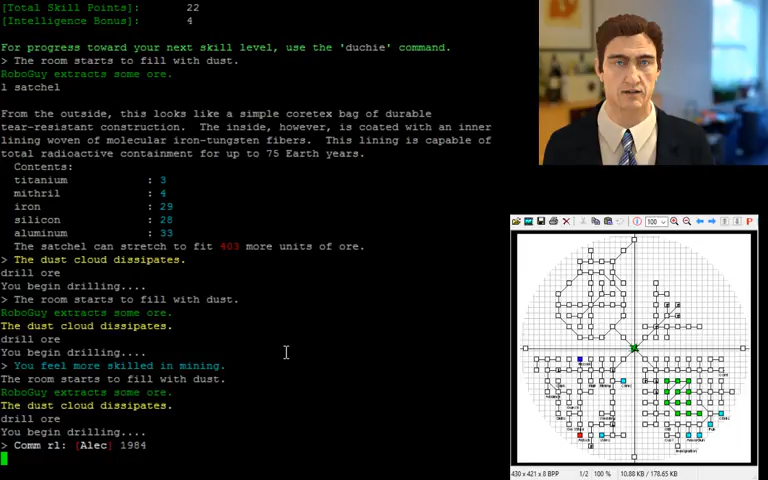 [Total Skill Points]: 22
[Intelligence Bonus]: 4
For progress toward your next skill level, use the 'duchie' command.
> The room starts to fill with dust.
RoboGuy extracts some ore.
l satchel
From the outside, this looks like a simple coretex bag of durable
tear-resistant construction. The inside, however, is coated with an inner
lining woven of molecular iron-tungsten fibers. This lining is capable of
total radioactive containment for up to 75 Earth years.
Contents:
titanium : 3
mithril : 4
iron : 29
silicon : 28
aluminum : 33
The satchel can stretch to fit 403 more units of ore.
> The dust cloud dissipates.
drill ore
You begin drilling....
> The room starts to fill with dust.
RoboGuy extracts some ore.
The dust cloud dissipates.
drill ore
You begin drilling....
> You feel more skilled in mining.
The room starts to fill with dust.
RoboGuy extracts some ore.
The dust cloud dissipates.
drill ore
You begin drilling....
> Comm r1: [Alec] 1984
100
430 x 421 x 8 BPP 1/2 100 % 10.88 KB / 178.65 KB